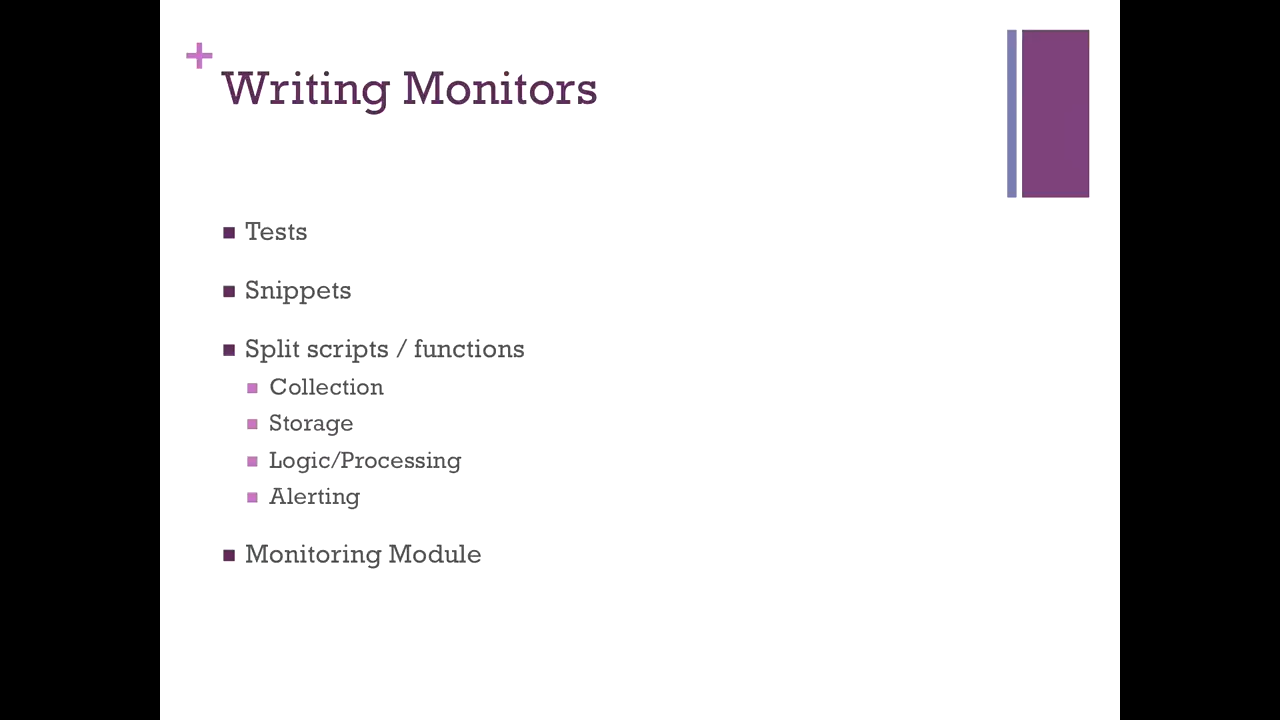 +
Writing Monitors
Tests
Snippets
Split scripts / functions
Collection
Storage
Logic/Processing
Alerting
Monitoring Module